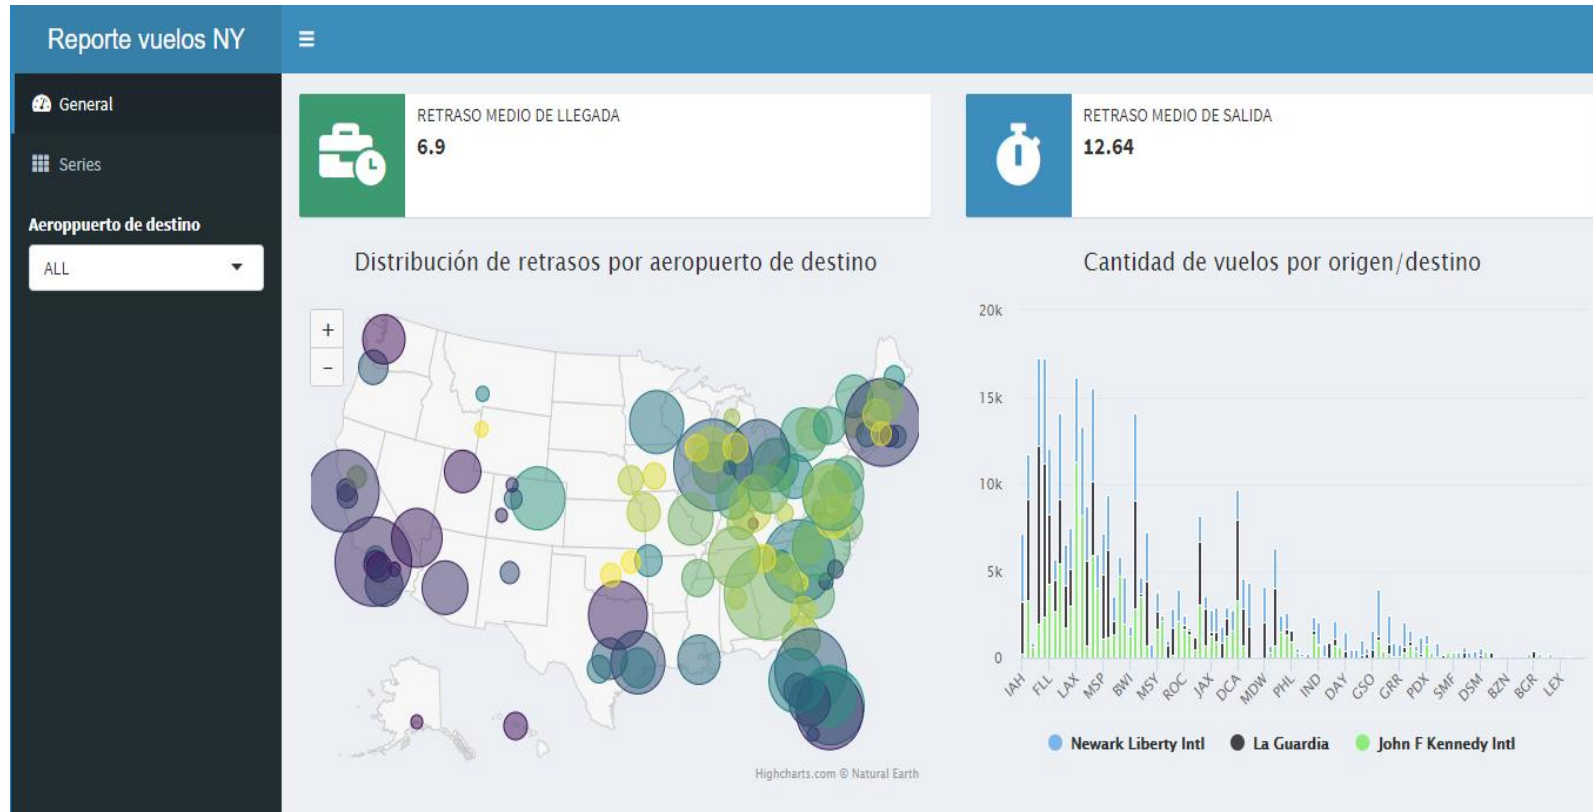 Reporte vuelos NY
General
Series
Aeroppuerto de destino
ALL
RETRASO MEDIO DE LLEGADA
6.9
RETRASO MEDIO DE SALIDA
12.64
Distribución de retrasos por aeropuerto de destino
+
−
Highcharts.com © Natural Earth
Cantidad de vuelos por origen/destino
20k
15k
10k
5k
0
IAH FLL LAX MSP BWI MSY ROC JAX DCA MDW PHL IND DAY GSO GRR PDX SMF DSM BZN BGR LEX
Newark Liberty Intl La Guardia John F Kennedy Intl